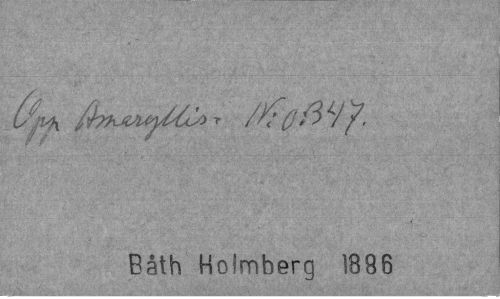 Opp Amaryllis. N:o:347.
Båth Holmberg 1886